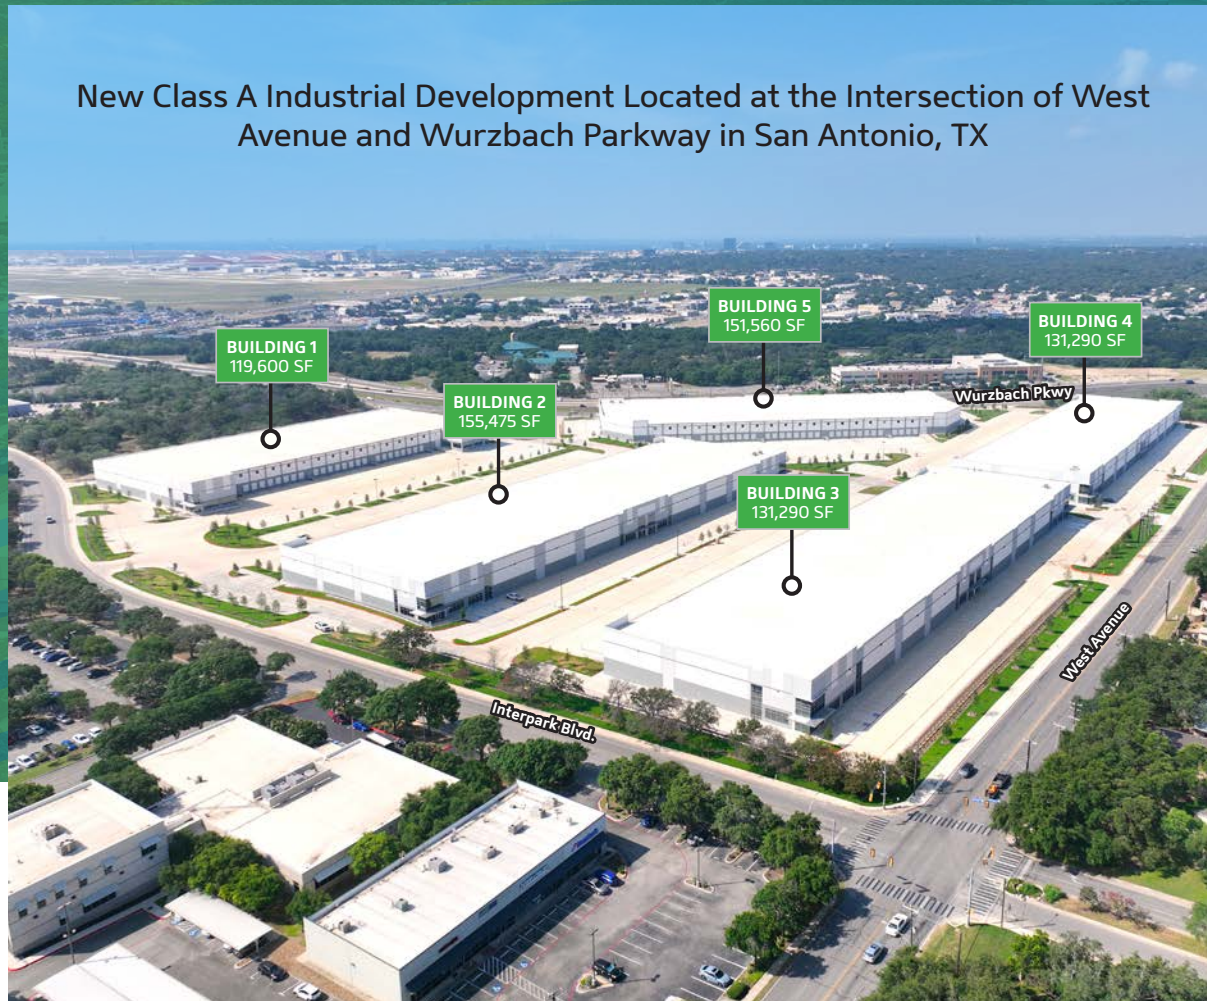 New Class A Industrial Development Located at the Intersection of West
Avenue and Wurzbach Parkway in San Antonio, TX
BUILDING 5
151,560 SF
BUILDING 4
131,290 SF
BUILDING 1
119,600 SF
BUILDING 2
155,475 SF
Wurzbach Pkwy
BUILDING 3
131,290 SF
West Avenue
Interpark Blvd.